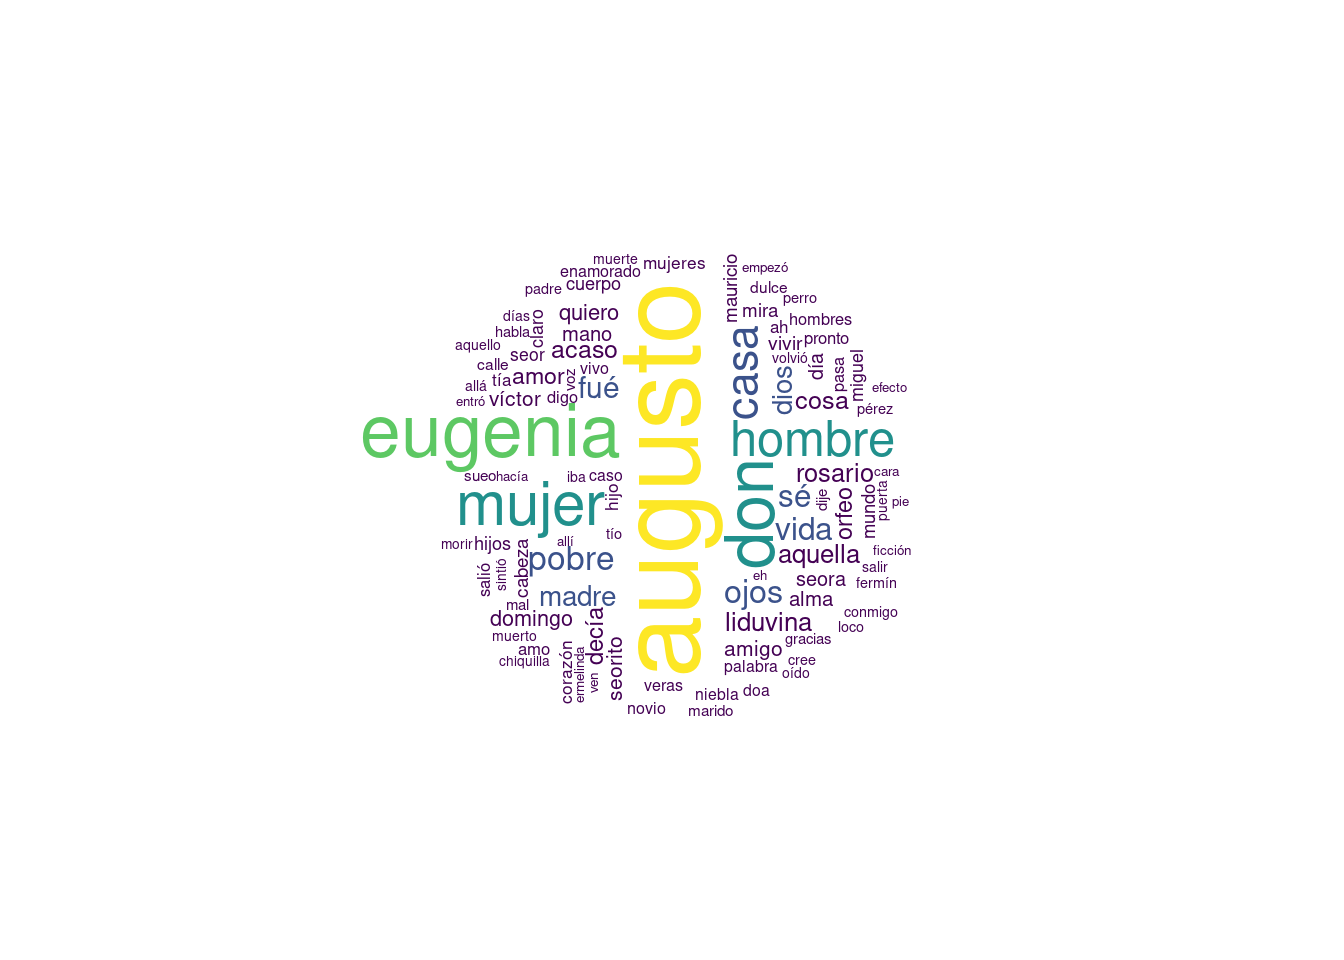 muerte
mujeres
mauricio
empezó
enamorado
padre
cuerpo
dulce
perro
días
quiero
mira
hombres
habla
claro
mano
ah
aquello
acaso
vivir
pronto
calle
seor
vivo
volvió
allá
tía
amor
voz
fué
casa
dios
día
pasa
miguel
efecto
entró
víctor
digo
cosa
pérez
eugenia
augusto
hombre
sueo
hacía
iba
caso
rosario
cara
mujer
hijo
don
sé
dije
orfeo
mundo
puerta
pie
tío
vida
morir
hijos
cabeza
allí
pobre
aquella
ficción
salió
sintió
eh
seora
salir
fermín
mal
madre
ojos
alma
conmigo
domingo
decía
liduvina
loco
muerto
amo
amigo
gracias
chiquilla
corazón
ermelinda
ven
seorito
palabra
cree
oído
veras
niebla
doa
novio
marido